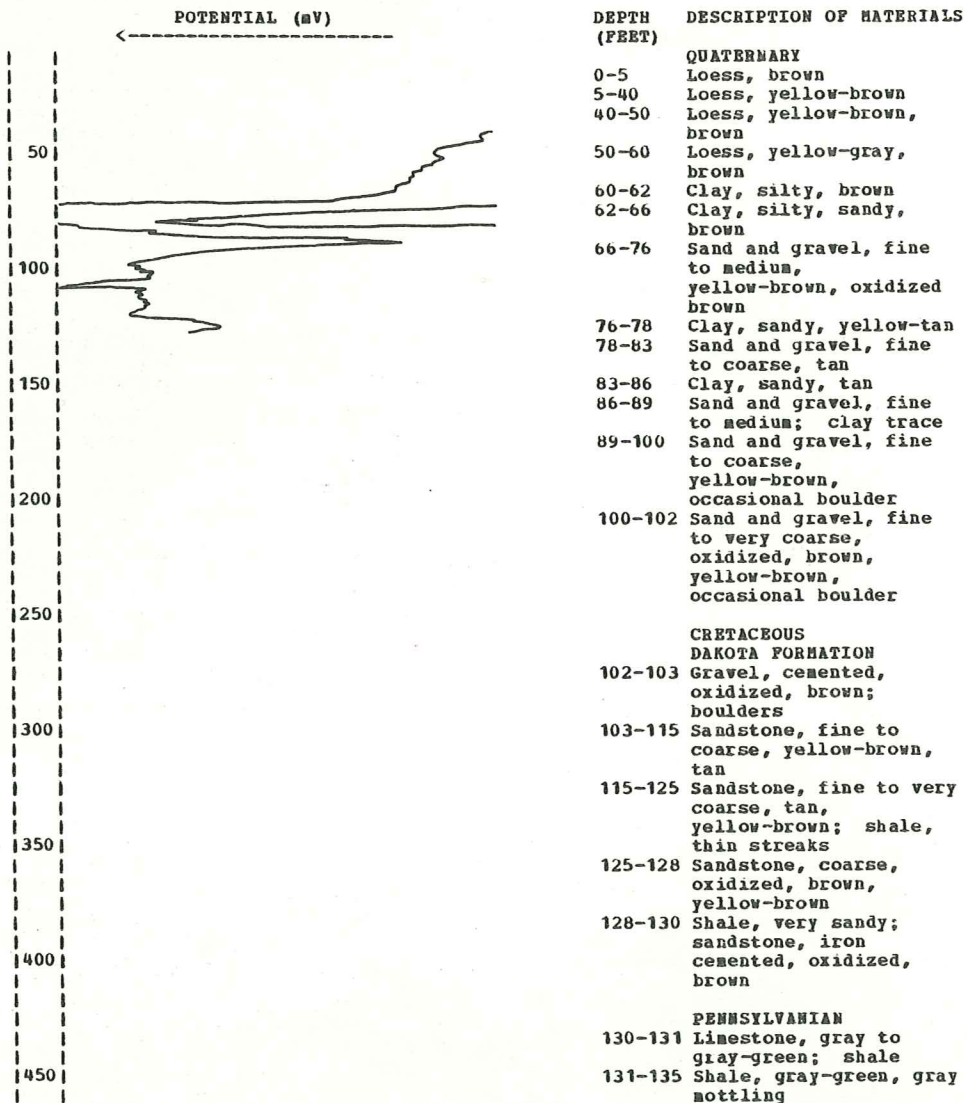 POTENTIAL (mV)
<--------------------------
50
100
150
200
250
300
350
400
450
DEPTH DESCRIPTION OF MATERIALS
(FEET)
QUATERNARY
0-5 Loess, brown
5-40 Loess, yellow-brown
40-50 Loess, yellow-brown,
brown
50-60 Loess, yellow-gray,
brown
60-62 Clay, silty, brown
62-66 Clay, silty, sandy,
brown
66-76 Sand and gravel, fine
to medium,
yellow-brown, oxidized
brown
76-78 Clay, sandy, yellow-tan
78-83 Sand and gravel, fine
to coarse, tan
83-86 Clay, sandy, tan
86-89 Sand and gravel, fine
to medium; clay trace
89-100 Sand and gravel, fine
to coarse,
yellow-brown,
occasional boulder
100-102 Sand and gravel, fine
to very coarse,
oxidized, brown,
yellow-brown,
occasional boulder
CRETACEOUS
DAKOTA FORMATION
102-103 Gravel, cemented,
oxidized, brown;
boulders
103-115 Sandstone, fine to
coarse, yellow-brown,
tan
115-125 Sandstone, fine to very
coarse, tan,
yellow-brown; shale,
thin streaks
125-128 Sandstone, coarse,
oxidized, brown,
yellow-brown
128-130 Shale, very sandy;
sandstone, iron
cemented, oxidized,
brown
PENNSYLVANIAN
130-131 Limestone, gray to
gray-green; shale
131-135 Shale, gray-green, gray
mottling